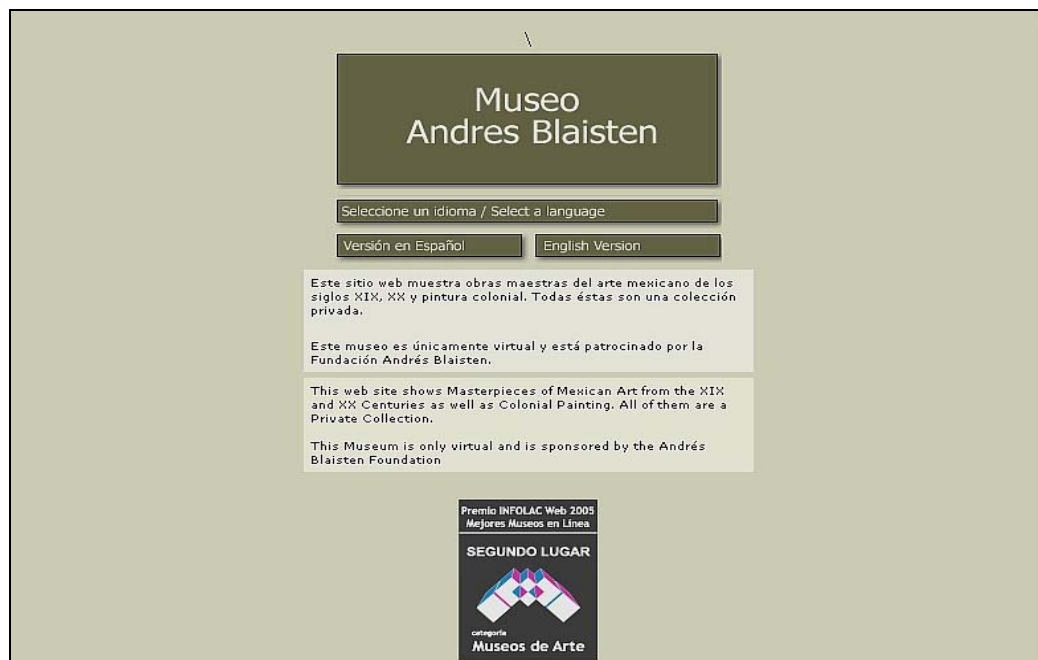 \
Museo
Andres Blaisten
Seleccione un idioma / Select a language
Versión en Español
English Version
Este sitio web muestra obras maestras del arte mexicano de los
siglos XIX, XX y pintura colonial. Todas éstas son una colección
privada.
Este museo es únicamente virtual y está patrocinado por la
Fundación Andrés Blaisten.
This web site shows Masterpieces of Mexican Art from the XIX
and XX Centuries as well as Colonial Painting. All of them are a
Private Collection.
This Museum is only virtual and is sponsored by the Andrés
Blaisten Foundation
Premio INFOLAC Web 2005
Mejores Museos en Línea
SEGUNDO LUGAR
categoría
Museos de Arte